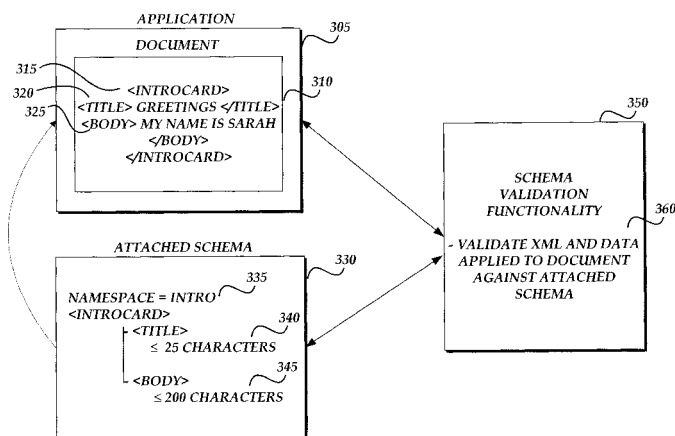 APPLICATION
305
DOCUMENT
315
<INTROCARD>
310
320
<TITLE> GREETINGS </TITLE>
325
<BODY> MY NAME IS SARAH
</BODY>
</INTROCARD>
350
SCHEMA
VALIDATION
FUNCTIONALITY
360
- VALIDATE XML AND DATA
APPLIED TO DOCUMENT
AGAINST ATTACHED
SCHEMA
ATTACHED SCHEMA
330
335
NAMESPACE = INTRO
<INTROCARD>
340
<TITLE>
≤ 25 CHARACTERS
345
<BODY>
≤ 200 CHARACTERS